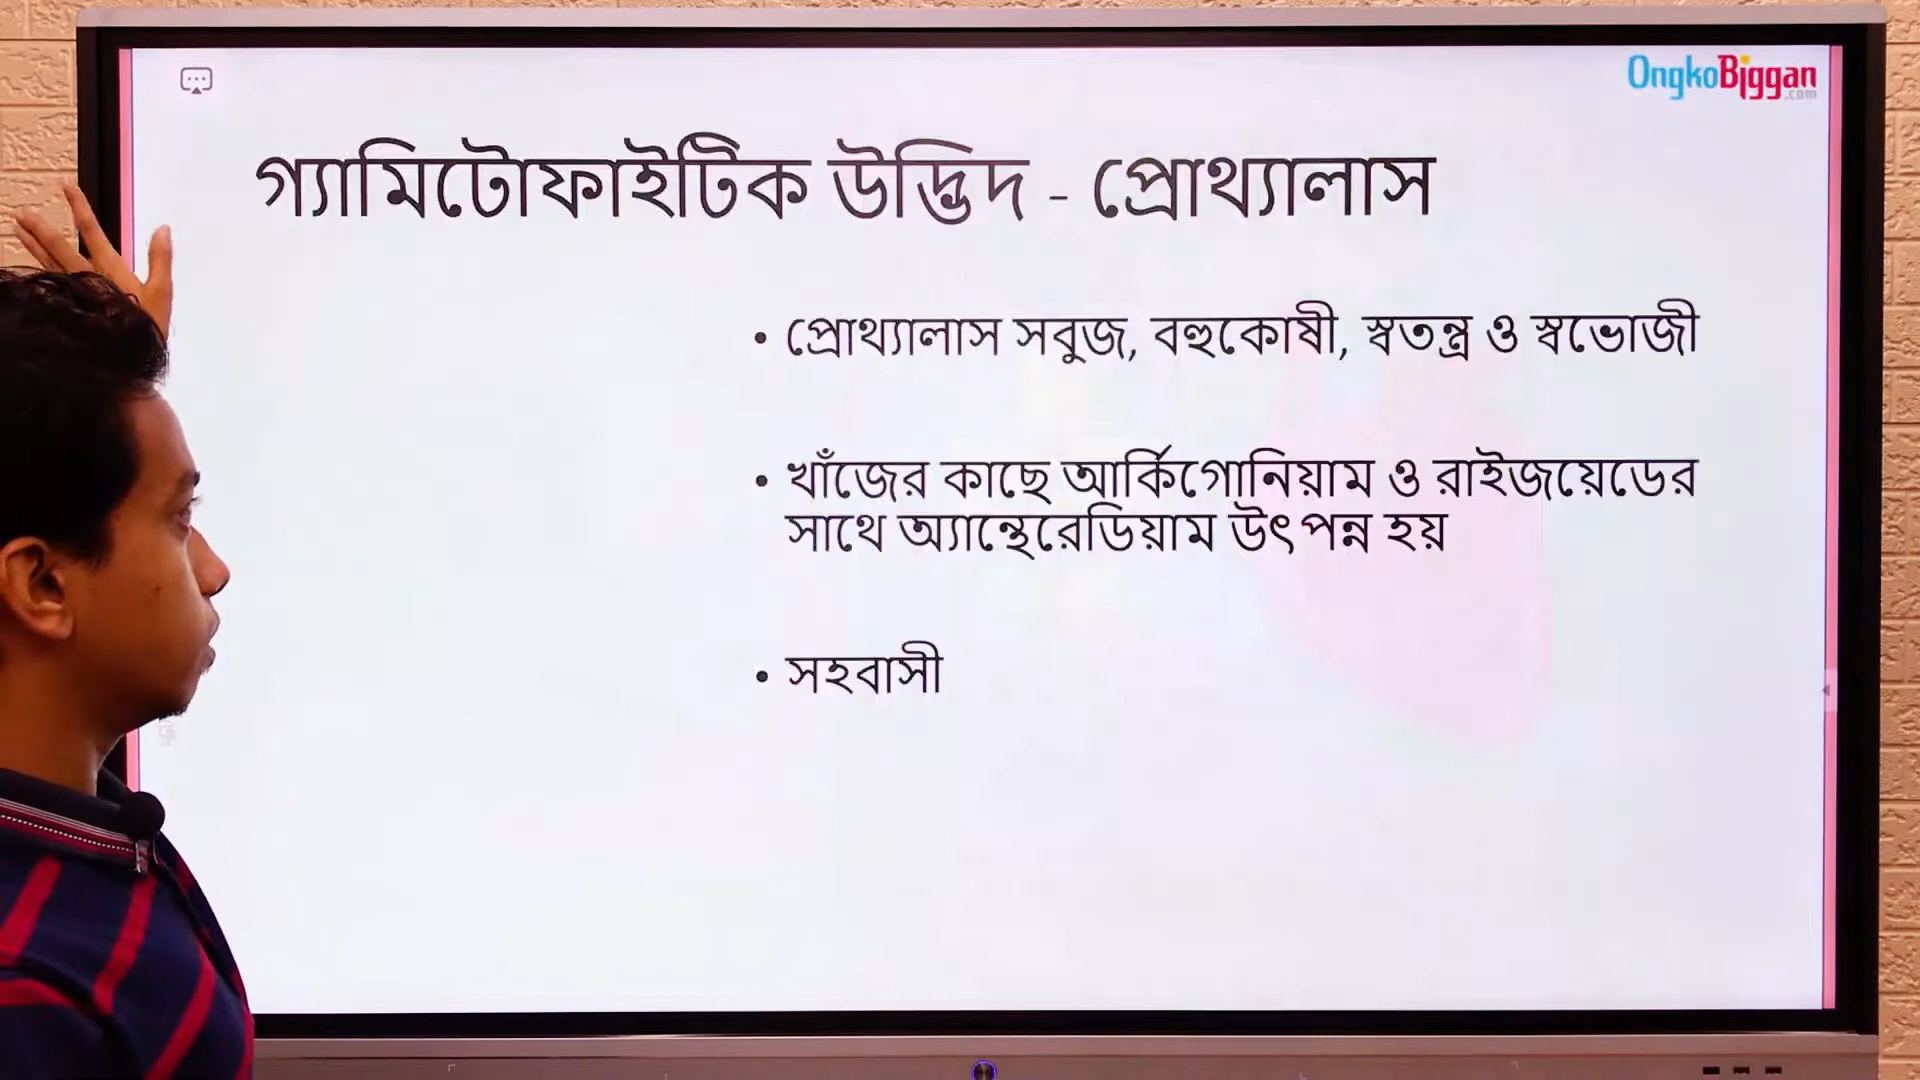 OngkoBiggan
.com
গ্যামিটোফাইটিক উদ্ভিদ - প্রোথ্যালাস
• প্রোথ্যালাস সবুজ, বহুকোষী, স্বতন্ত্র ও স্বভোজী
• খাঁজের কাছে আর্কিগোনিয়াম ও রাইজয়েডের
সাথে অ্যান্থেরেডিয়াম উৎপন্ন হয়
• সহবাসী